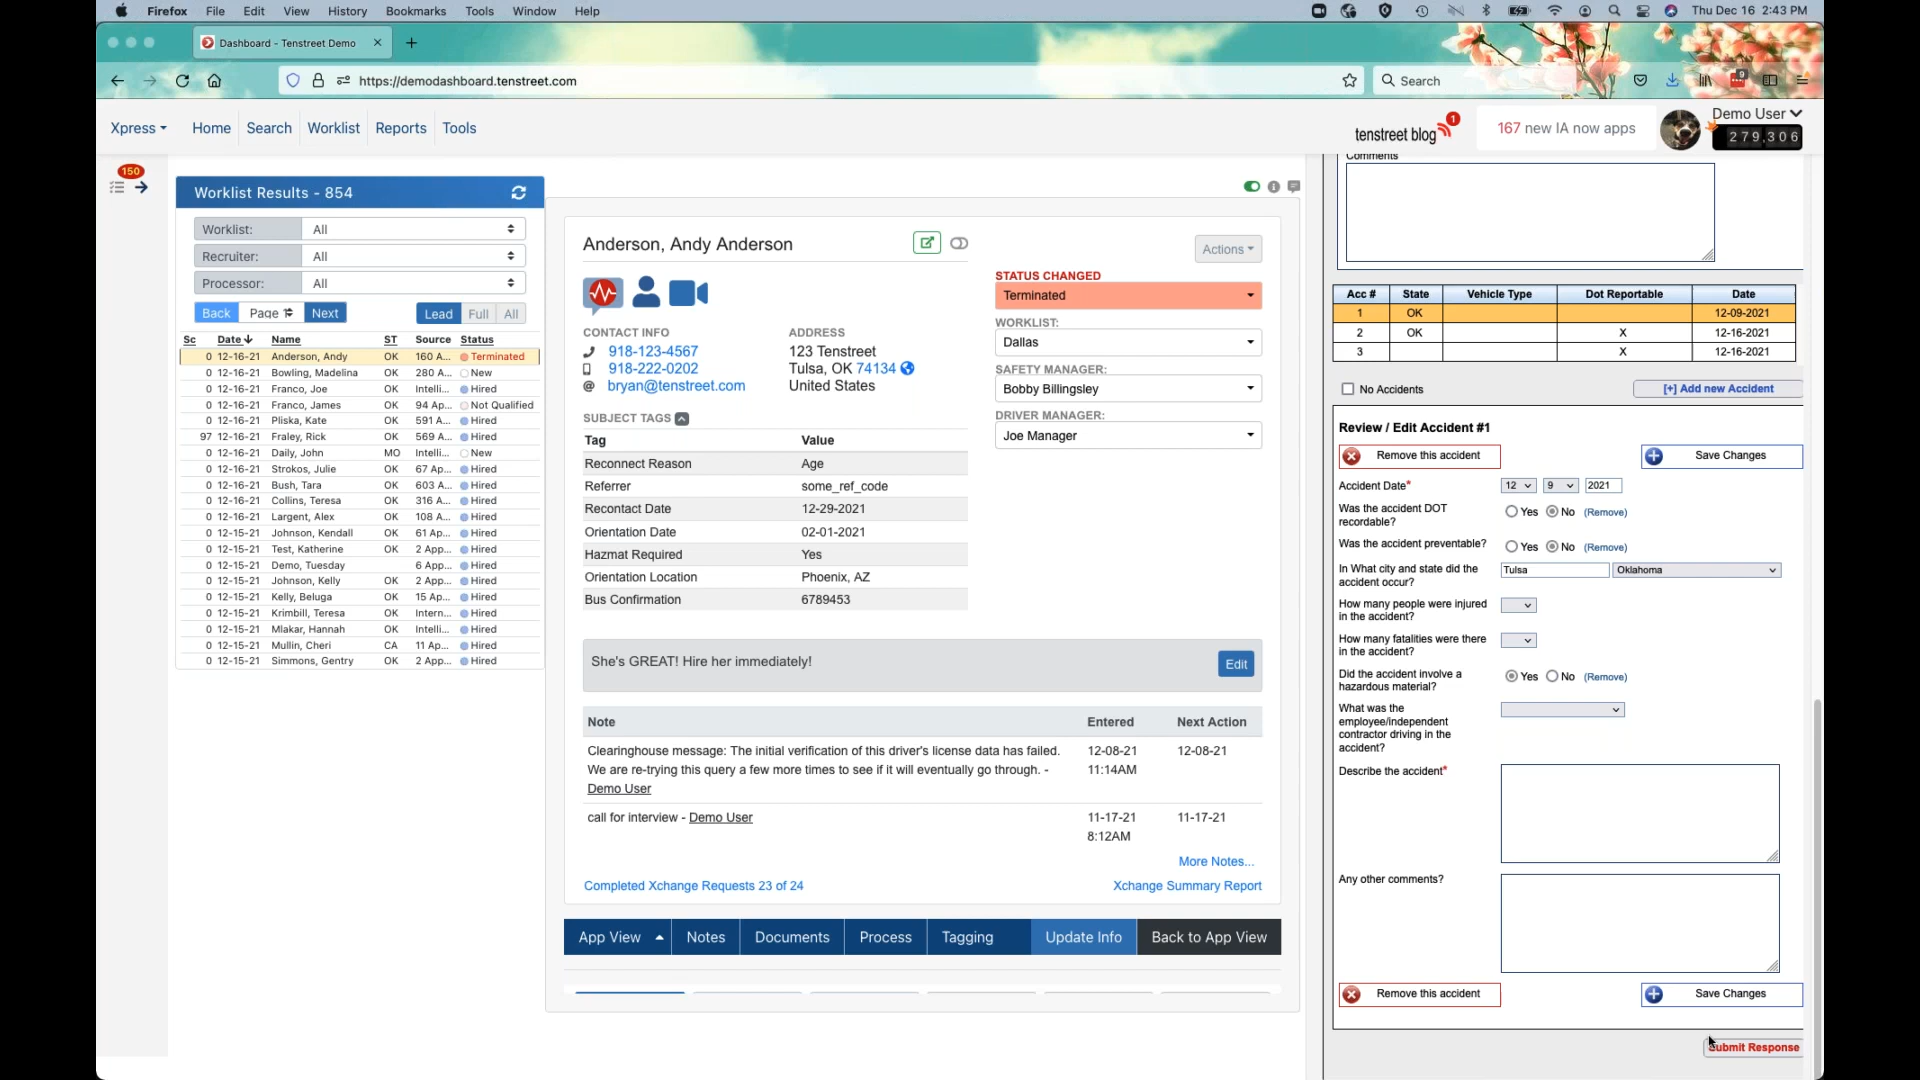 Firefox File Edit View History Bookmarks Tools Window Help Thu Dec 16 2:43 PM
Dashboard - Tenstreet Demo
https://demodashboard.tenstreet.com
Search
9
Xpress Home Search Worklist Reports Tools
tenstreet blog 1
167 new IA now apps
Demo User
279,306
150
Worklist Results - 854
Worklist: All
Recruiter: All
Processor: All
Back Page 1 Next Lead Full All
Sc Date Name ST Source Status
0 12-16-21 Anderson, Andy OK 160 A... Terminated
0 12-16-21 Bowling, Madelina OK 280 A... New
0 12-16-21 Franco, Joe OK Intelli... Hired
0 12-16-21 Franco, James OK 94 Ap... Not Qualified
0 12-16-21 Pliska, Kate OK 591 A... Hired
97 12-16-21 Fraley, Rick OK 569 A... Hired
0 12-16-21 Daily, John MO Intelli... New
0 12-16-21 Strokos, Julie OK 67 Ap... Hired
0 12-16-21 Bush, Tara OK 603 A... Hired
0 12-16-21 Collins, Teresa OK 316 A... Hired
0 12-16-21 Largent, Alex OK 108 A... Hired
0 12-15-21 Johnson, Kendall OK 61 Ap... Hired
0 12-15-21 Test, Katherine OK 2 App... Hired
0 12-15-21 Demo, Tuesday 6 App... Hired
0 12-15-21 Johnson, Kelly OK 2 App... Hired
0 12-15-21 Kelly, Beluga OK 15 Ap... Hired
0 12-15-21 Krimbill, Teresa OK Intern... Hired
0 12-15-21 Mlakar, Hannah OK Intelli... Hired
0 12-15-21 Mullin, Cheri CA 11 Ap... Hired
0 12-15-21 Simmons, Gentry OK 2 App... Hired
Anderson, Andy Anderson
Actions
STATUS CHANGED
Terminated
WORKLIST:
Dallas
SAFETY MANAGER:
Bobby Billingsley
DRIVER MANAGER:
Joe Manager
CONTACT INFO
918-123-4567
918-222-0202
@ bryan@tenstreet.com
ADDRESS
123 Tenstreet
Tulsa, OK 74134
United States
SUBJECT TAGS
Tag Value
Reconnect Reason Age
Referrer some_ref_code
Recontact Date 12-29-2021
Orientation Date 02-01-2021
Hazmat Required Yes
Orientation Location Phoenix, AZ
Bus Confirmation 6789453
She's GREAT! Hire her immediately!
Edit
Note Entered Next Action
Clearinghouse message: The initial verification of this driver's license data has failed. 12-08-21 12-08-21
We are re-trying this query a few more times to see if it will eventually go through. - 11:14AM
Demo User
call for interview - Demo User 11-17-21 11-17-21
8:12AM
More Notes...
Completed Xchange Requests 23 of 24 Xchange Summary Report
App View Notes Documents Process Tagging Update Info Back to App View
Comments
Acc # State Vehicle Type Dot Reportable Date
1 OK 12-09-2021
2 OK X 12-16-2021
3 X 12-16-2021
No Accidents [+] Add new Accident
Review / Edit Accident #1
Remove this accident Save Changes
Accident Date* 12 9 2021
Was the accident DOT
recordable? Yes No (Remove)
Was the accident preventable? Yes No (Remove)
In What city and state did the
accident occur? Tulsa Oklahoma
How many people were injured
in the accident?
How many fatalities were there
in the accident?
Did the accident involve a
hazardous material? Yes No (Remove)
What was the
employee/independent
contractor driving in the
accident?
Describe the accident*
Any other comments?
Remove this accident Save Changes
Submit Response